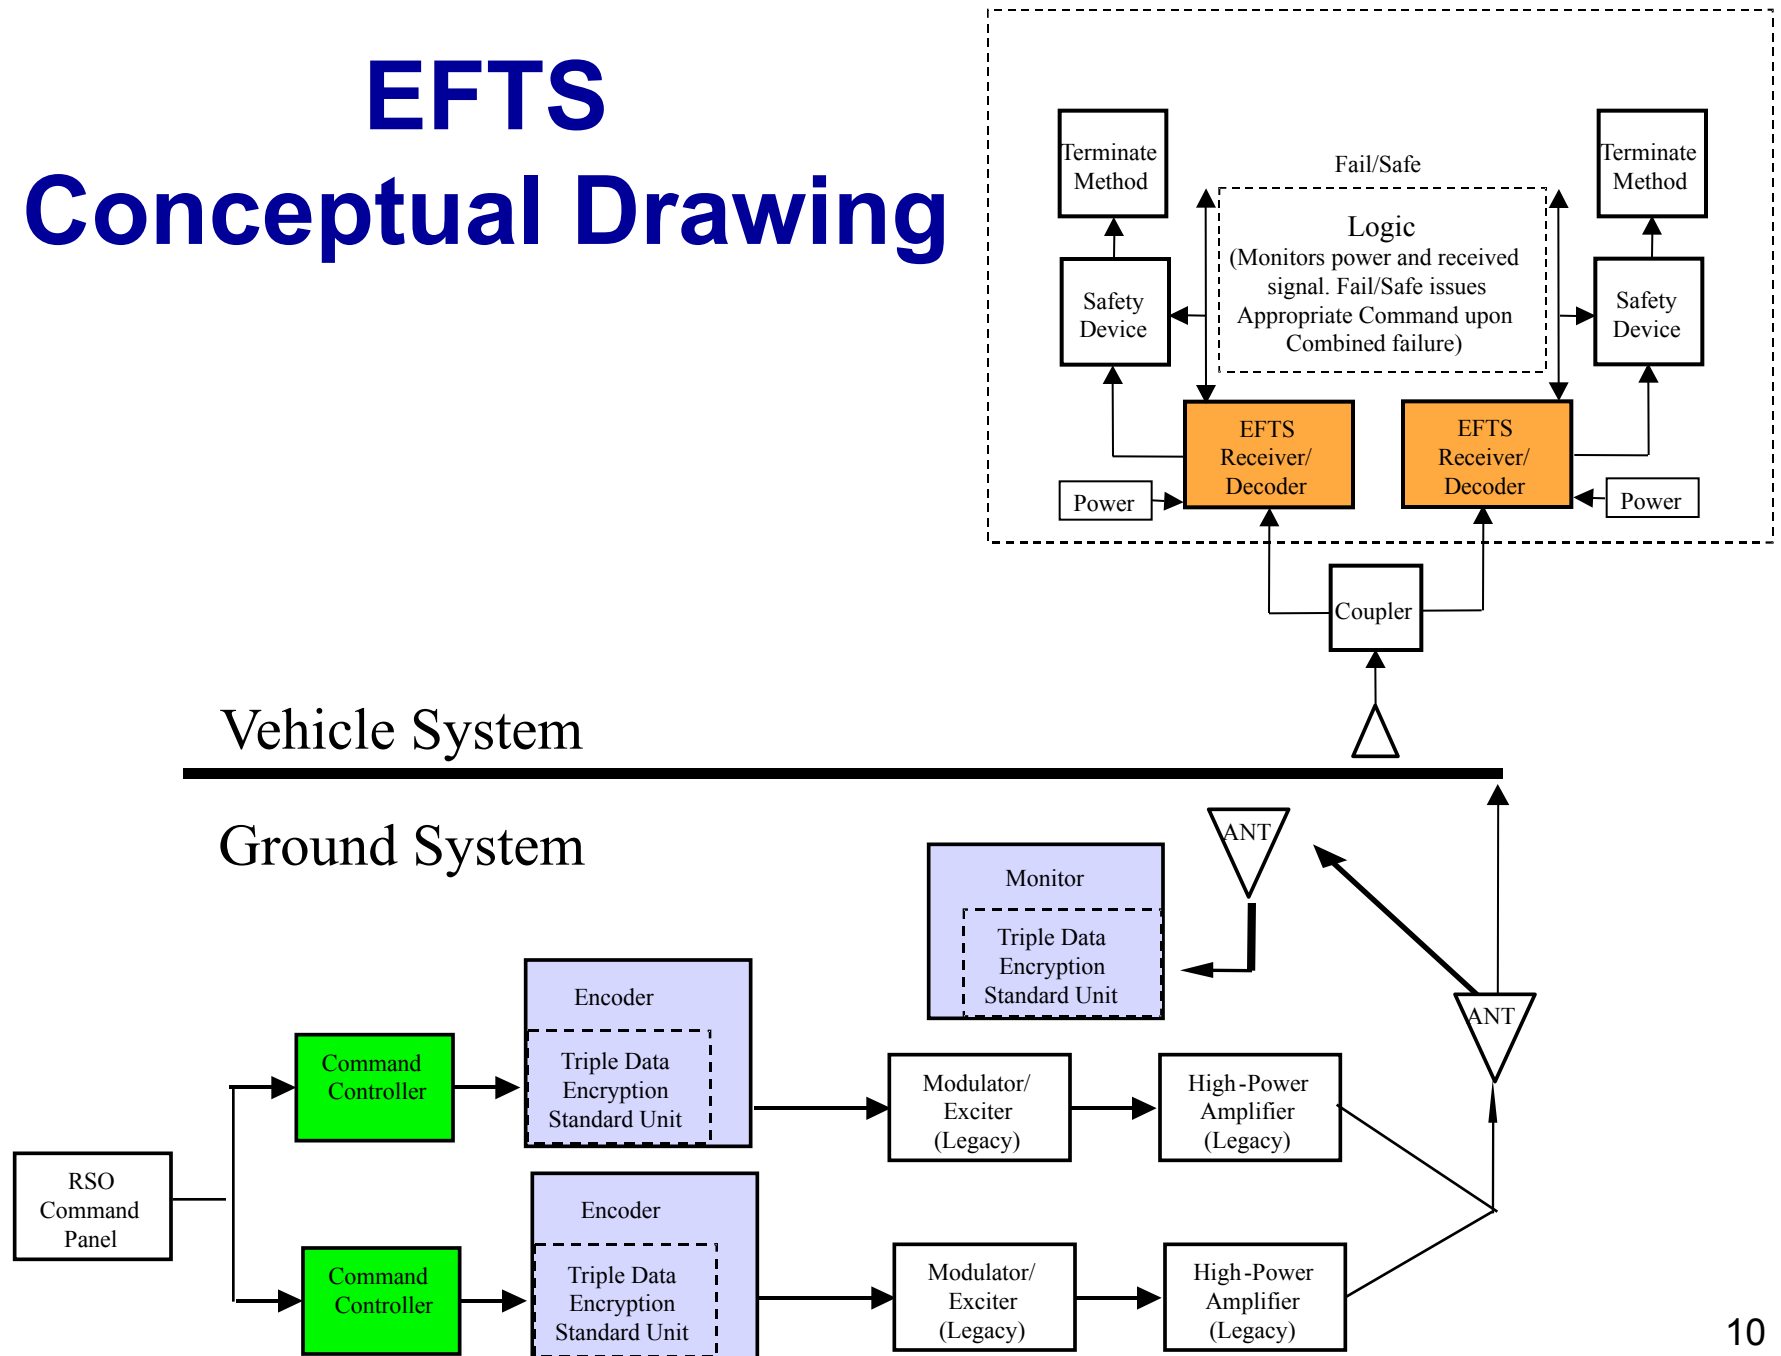 EFTS
Conceptual Drawing
Terminate
Method
Fail/Safe
Terminate
Method
Logic
(Monitors power and received
signal. Fail/Safe issues
Appropriate Command upon
Combined failure)
Safety
Device
Safety
Device
EFTS
Receiver/
Decoder
EFTS
Receiver/
Decoder
Power
Power
Coupler
Vehicle System
Ground System
ANT
Monitor
Triple Data
Encryption
Standard Unit
ANT
Encoder
Triple Data
Encryption
Standard Unit
Command
Controller
Modulator/
Exciter
(Legacy)
High-Power
Amplifier
(Legacy)
RSO
Command
Panel
Encoder
Triple Data
Encryption
Standard Unit
Command
Controller
Modulator/
Exciter
(Legacy)
High-Power
Amplifier
(Legacy)
10